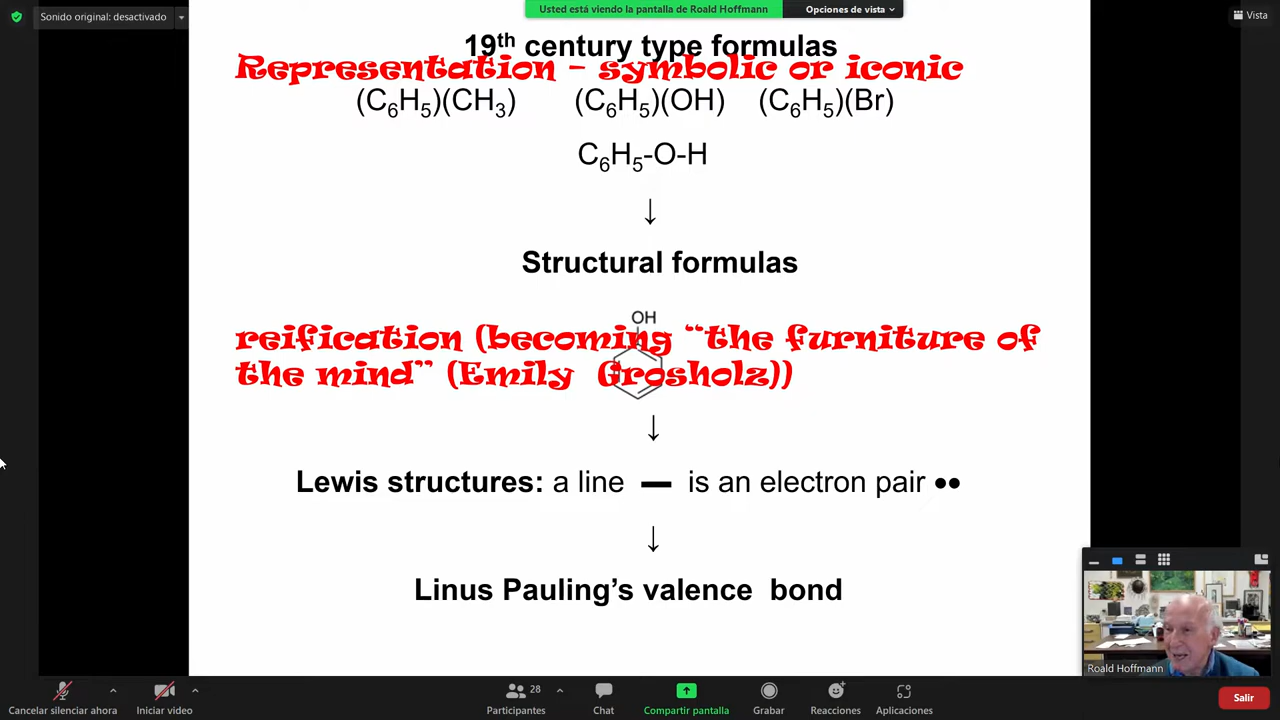 Sonido original: desactivado
Usted está viendo la pantalla de Roald Hoffmann
Opciones de vista
Vista
19th century type formulas
Representation – symbolic or iconic
(C6H5)(CH3) (C6H5)(OH) (C6H5)(Br)
C6H5-O-H
↓
Structural formulas
OH
reification (becoming “the furniture of
the mind” (Emily Grosholz))
↓
Lewis structures: a line — is an electron pair ••
↓
Linus Pauling’s valence bond
Roald Hoffmann
Cancelar silenciar ahora
Iniciar video
28
Participantes
Chat
Compartir pantalla
Grabar
Reacciones
Aplicaciones
Salir